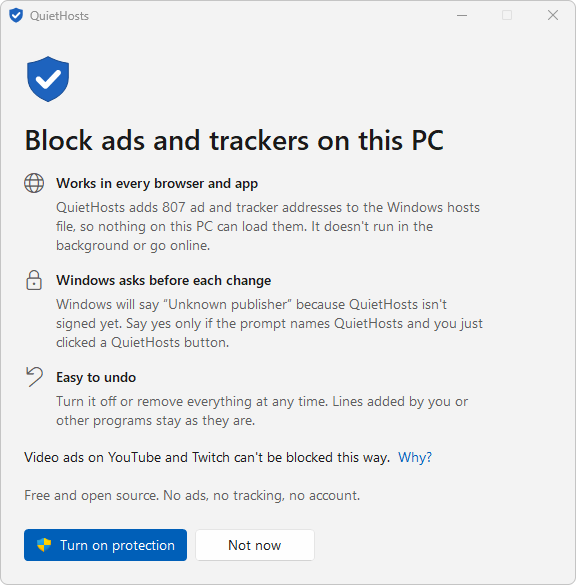 QuietHosts
Block ads and trackers on this PC
Works in every browser and app
QuietHosts adds 807 ad and tracker addresses to the Windows hosts
file, so nothing on this PC can load them. It doesn't run in the
background or go online.
Windows asks before each change
Windows will say “Unknown publisher” because QuietHosts isn't
signed yet. Say yes only if the prompt names QuietHosts and you just
clicked a QuietHosts button.
Easy to undo
Turn it off or remove everything at any time. Lines added by you or
other programs stay as they are.
Video ads on YouTube and Twitch can't be blocked this way. Why?
Free and open source. No ads, no tracking, no account.
Turn on protection Not now